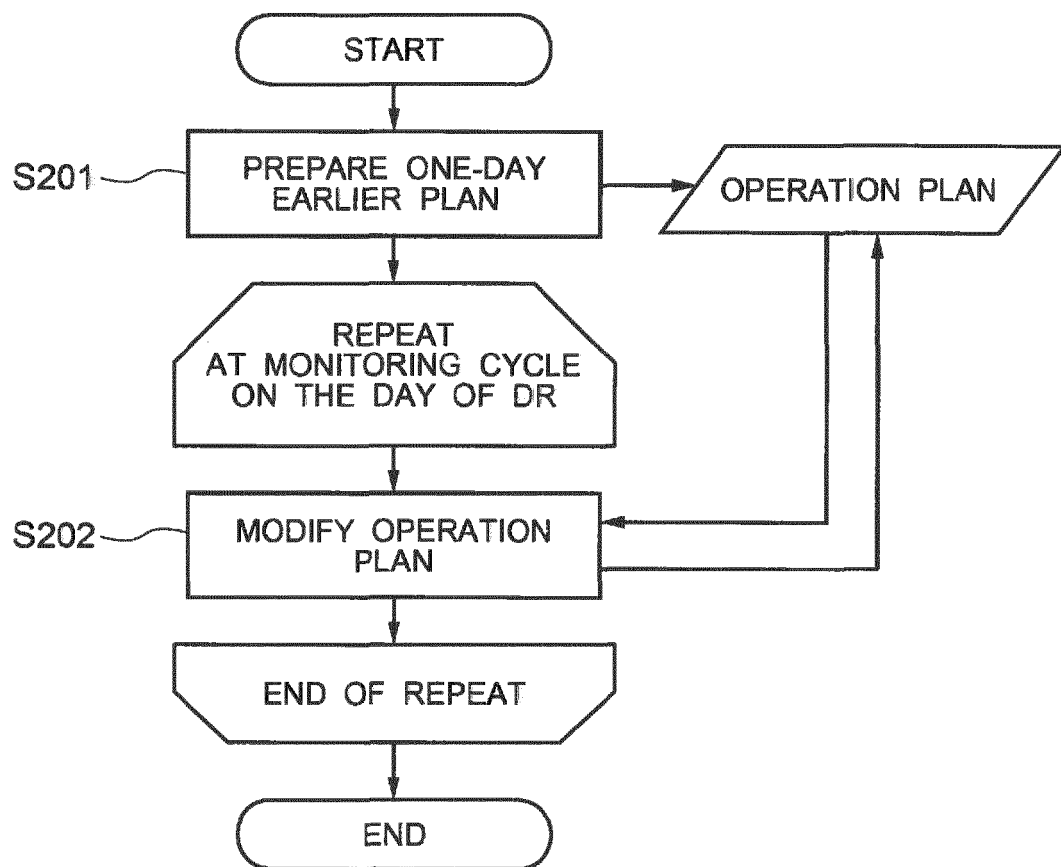 START
S201
PREPARE ONE-DAY
EARLIER PLAN
OPERATION PLAN
REPEAT
AT MONITORING CYCLE
ON THE DAY OF DR
S202
MODIFY OPERATION
PLAN
END OF REPEAT
END